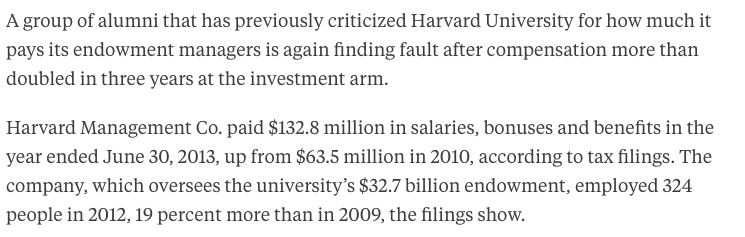 A group of alumni that has previously criticized Harvard University for how much it
pays its endowment managers is again finding fault after compensation more than
doubled in three years at the investment arm.
Harvard Management Co. paid $132.8 million in salaries, bonuses and benefits in the
year ended June 30, 2013, up from $63.5 million in 2010, according to tax filings. The
company, which oversees the university’s $32.7 billion endowment, employed 324
people in 2012, 19 percent more than in 2009, the filings show.